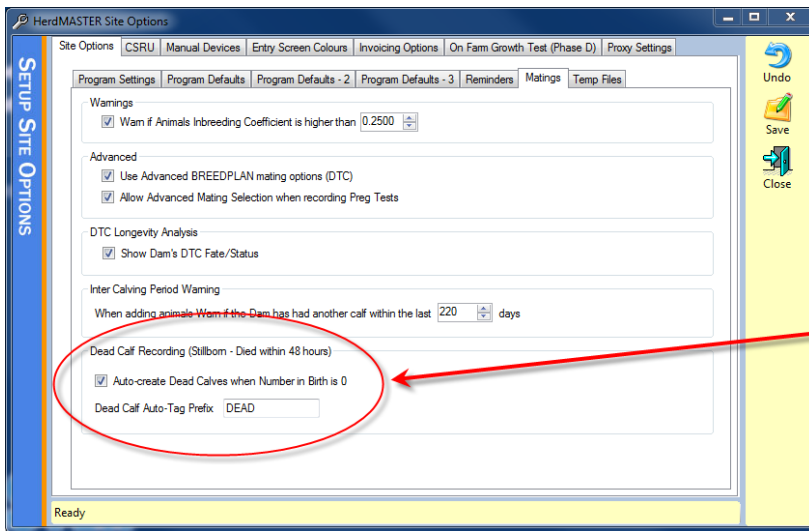 HerdMASTER Site Options
SETUP SITE OPTIONS
Site Options CSRU Manual Devices Entry Screen Colours Invoicing Options On Farm Growth Test (Phase D) Proxy Settings
Program Settings Program Defaults Program Defaults - 2 Program Defaults - 3 Reminders Matings Temp Files
Undo
Save
Close
Warnings
Warn if Animals Inbreeding Coefficient is higher than 0.2500
Advanced
Use Advanced BREEDPLAN mating options (DTC)
Allow Advanced Mating Selection when recording Preg Tests
DTC Longevity Analysis
Show Dam's DTC Fate/Status
Inter Calving Period Warning
When adding animals Warn if the Dam has had another calf within the last 220 days
Dead Calf Recording (Stillborn - Died within 48 hours)
Auto-create Dead Calves when Number in Birth is 0
Dead Calf Auto-Tag Prefix DEAD
Ready